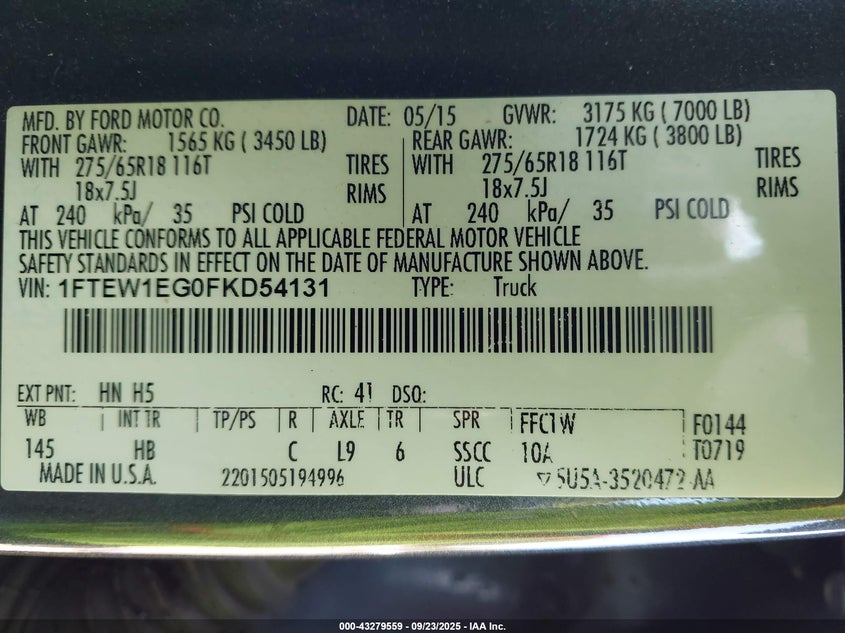 MFD. BY FORD MOTOR CO. DATE: 05/15 GVWR: 3175 KG ( 7000 LB)
FRONT GAWR: 1565 KG ( 3450 LB) REAR GAWR: 1724 KG ( 3800 LB)
WITH 275/65R18 116T TIRES WITH 275/65R18 116T TIRES
18x7.5J RIMS 18x7.5J RIMS
AT 240 kPa/ 35 PSI COLD AT 240 kPa/ 35 PSI COLD
THIS VEHICLE CONFORMS TO ALL APPLICABLE FEDERAL MOTOR VEHICLE
SAFETY STANDARDS IN EFFECT ON THE DATE OF MANUFACTURE SHOWN ABOVE.
VIN: 1FTEW1EG0FKD54131 TYPE: Truck
EXT PNT: HN H5 RC: 41 DSO:
WB INT TR TP/PS R AXLE TR SPR FFC1W F0144
145 HB C L9 6 SSCC 10A T0719
MADE IN U.S.A. 2201505194996 ULC 5U5A-3520472-AA
000-43279559 - 09/23/2025 - IAA Inc.